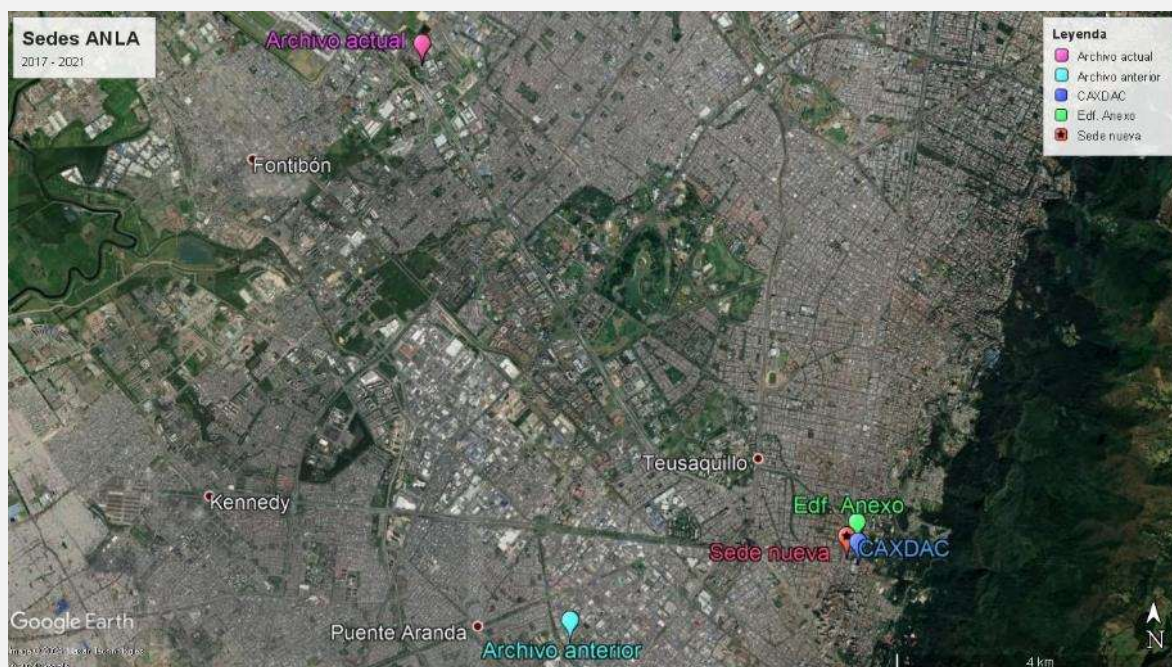 Sedes ANLA
2017 - 2021
Archivo actual
Leyenda
Archivo actual
Archivo anterior
CAXDAC
Edf. Anexo
Sede nueva
Fontibón
Teusaquillo
Kennedy
Edf. Anexo
Sede nueva
CAXDAC
Google Earth
Puente Aranda
Archivo anterior
N
4 km